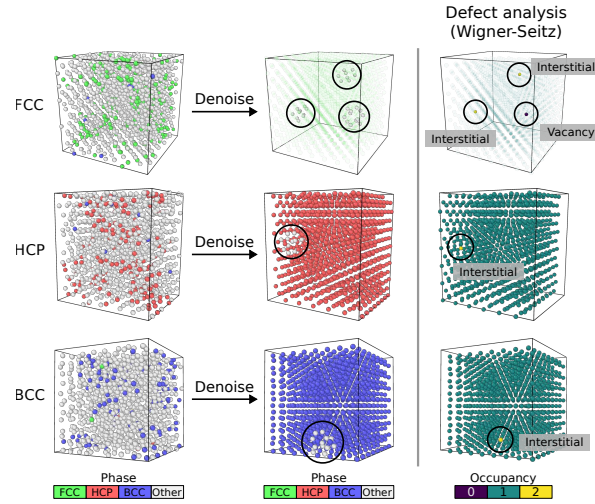 Defect analysis
(Wigner-Seitz)
FCC
Denoise
Interstitial
Interstitial
Vacancy
HCP
Denoise
Interstitial
BCC
Denoise
Interstitial
Phase
FCC HCP BCC Other
Phase
FCC HCP BCC Other
Occupancy
0 1 2